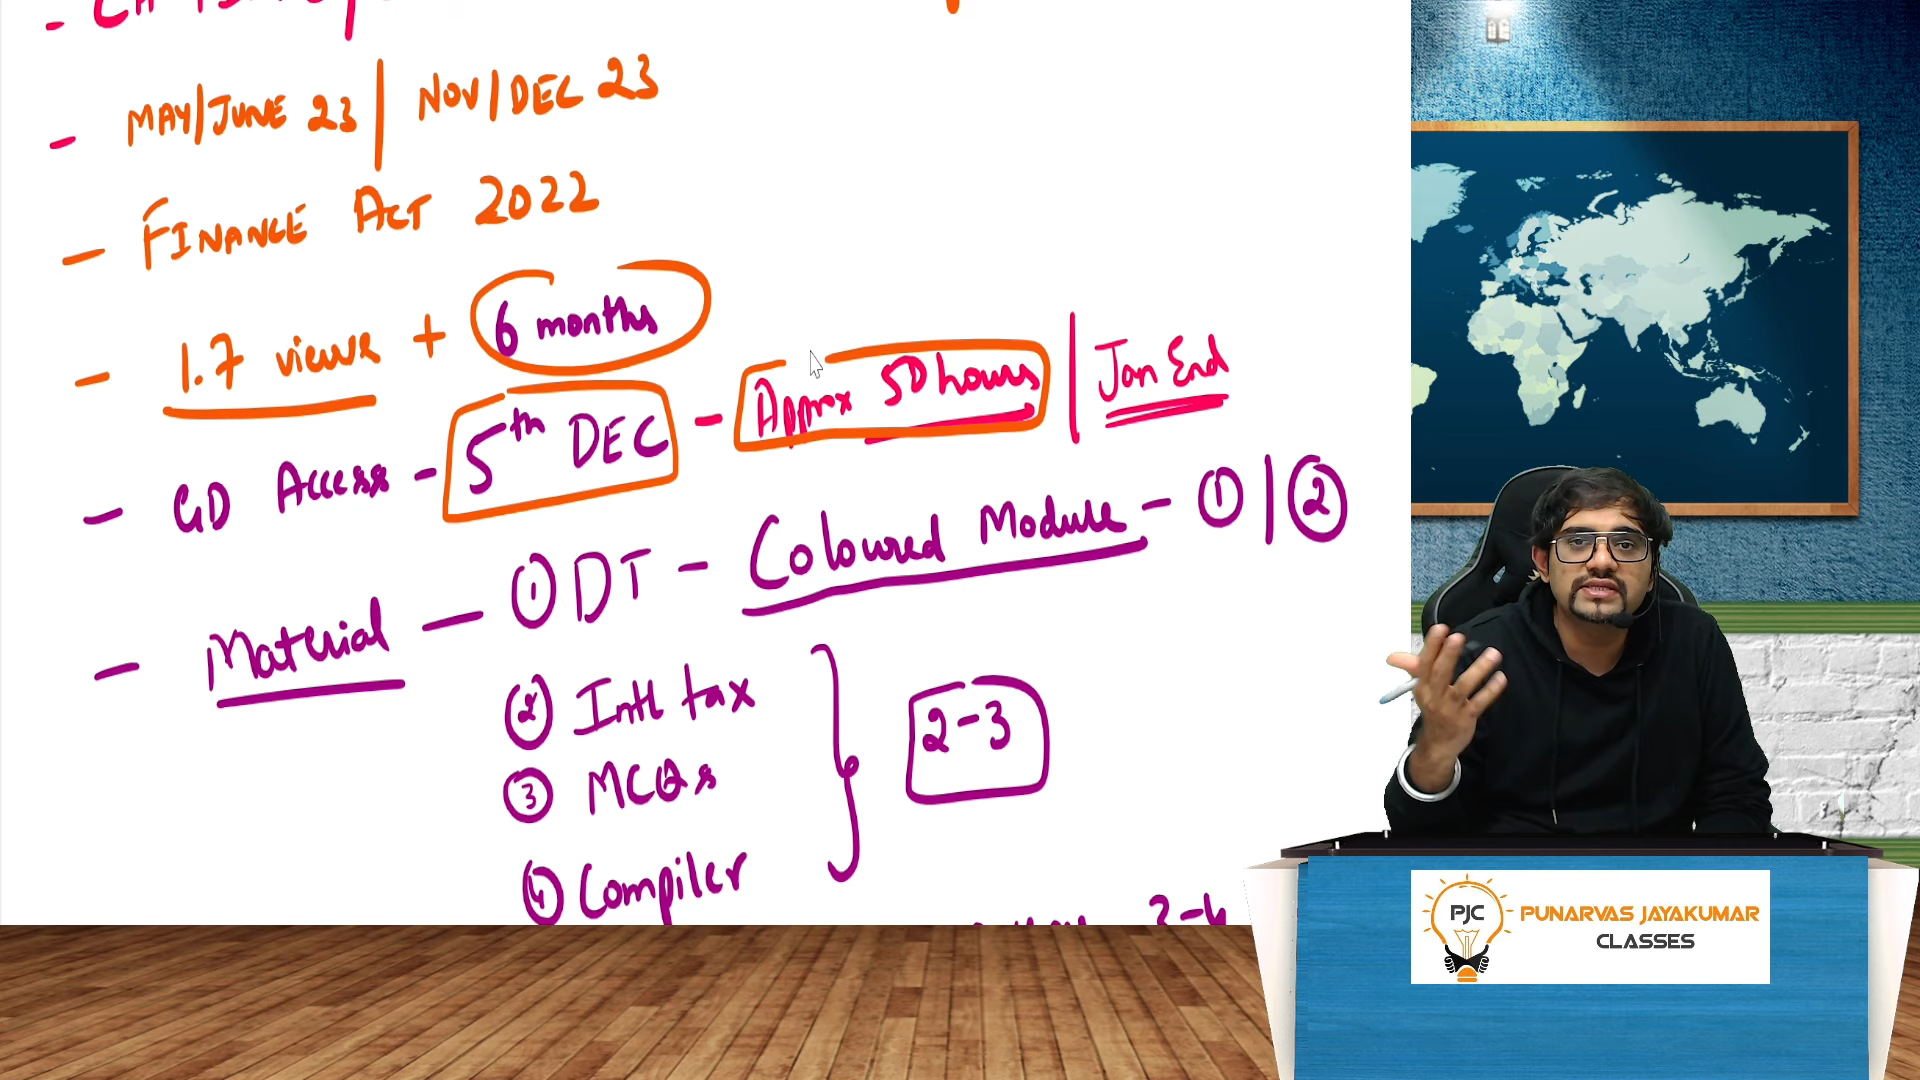 MAY/JUNE 23 | NOV/DEC 23
FINANCE ACT 2022
1.7 views + 6 months
GD Access - 5th DEC - Approx 50 hours | Jan End
Material - ① DT - Coloured Module - ① | ②
② Intl tax
③ MCQs
④ Compiler
2-3
PJC PUNARVAS JAYAKUMAR
CLASSES